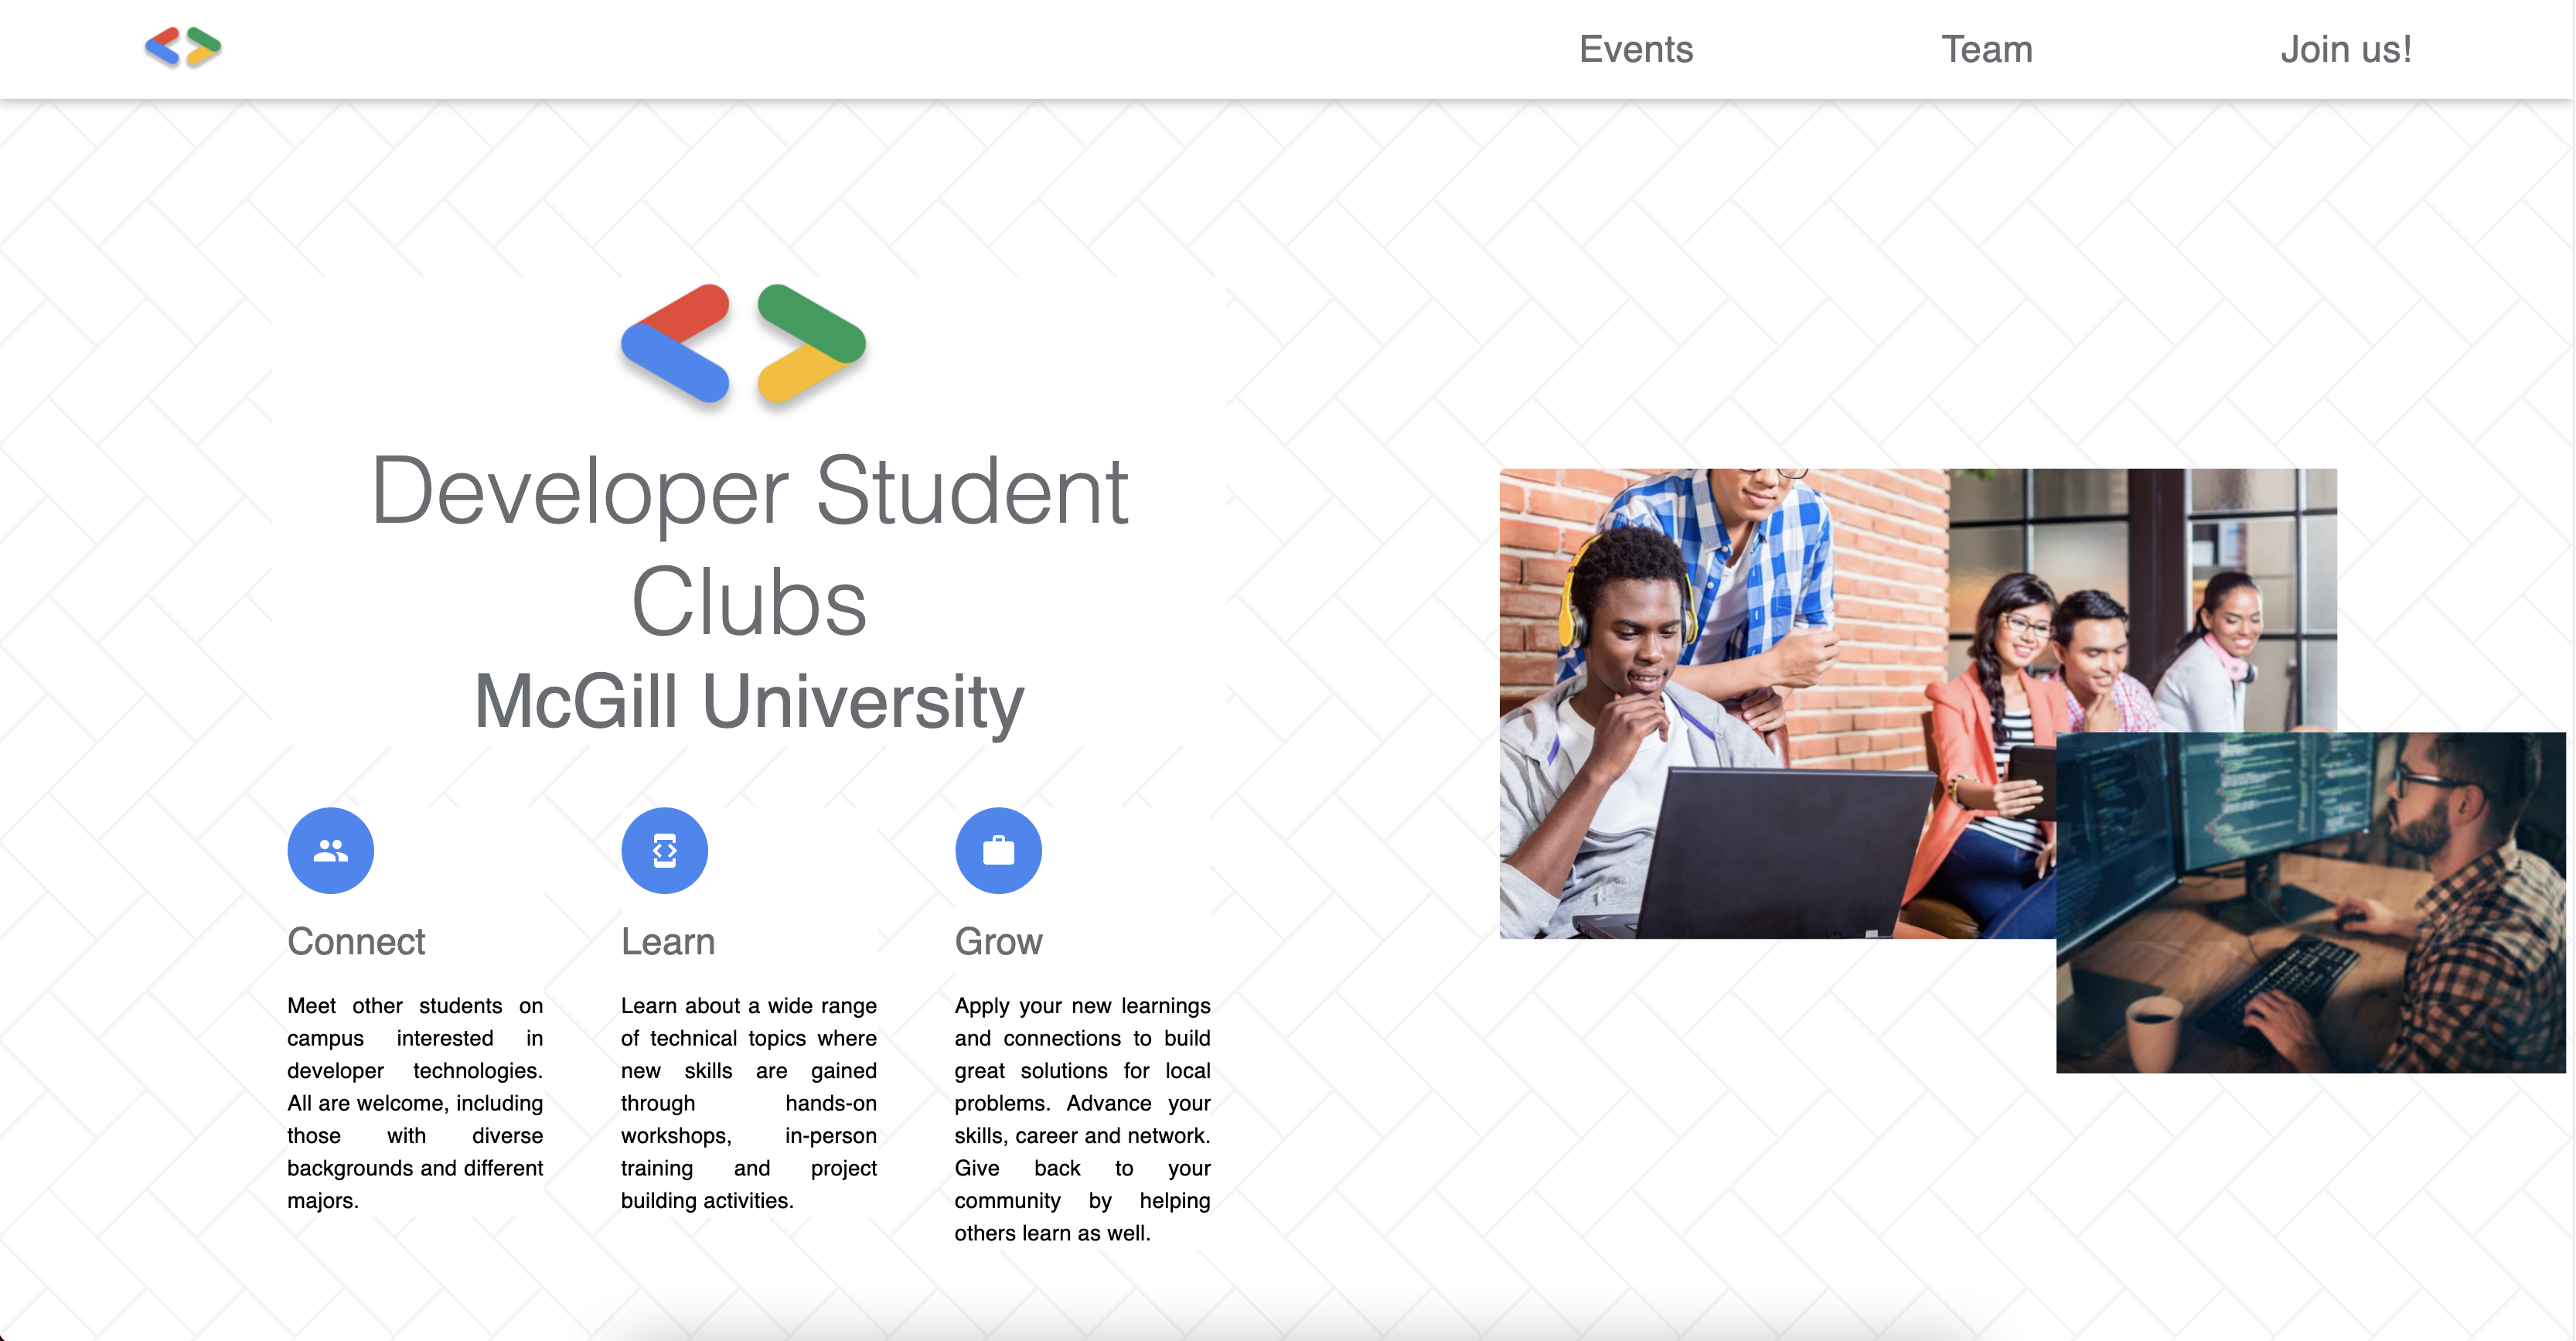 Events
Team
Join us!
Developer Student
Clubs
McGill University
Connect
Meet other students on
campus interested in
developer technologies.
All are welcome, including
those with diverse
backgrounds and different
majors.
Learn
Learn about a wide range
of technical topics where
new skills are gained
through hands-on
workshops, in-person
training and project
building activities.
Grow
Apply your new learnings
and connections to build
great solutions for local
problems. Advance your
skills, career and network.
Give back to your
community by helping
others learn as well.